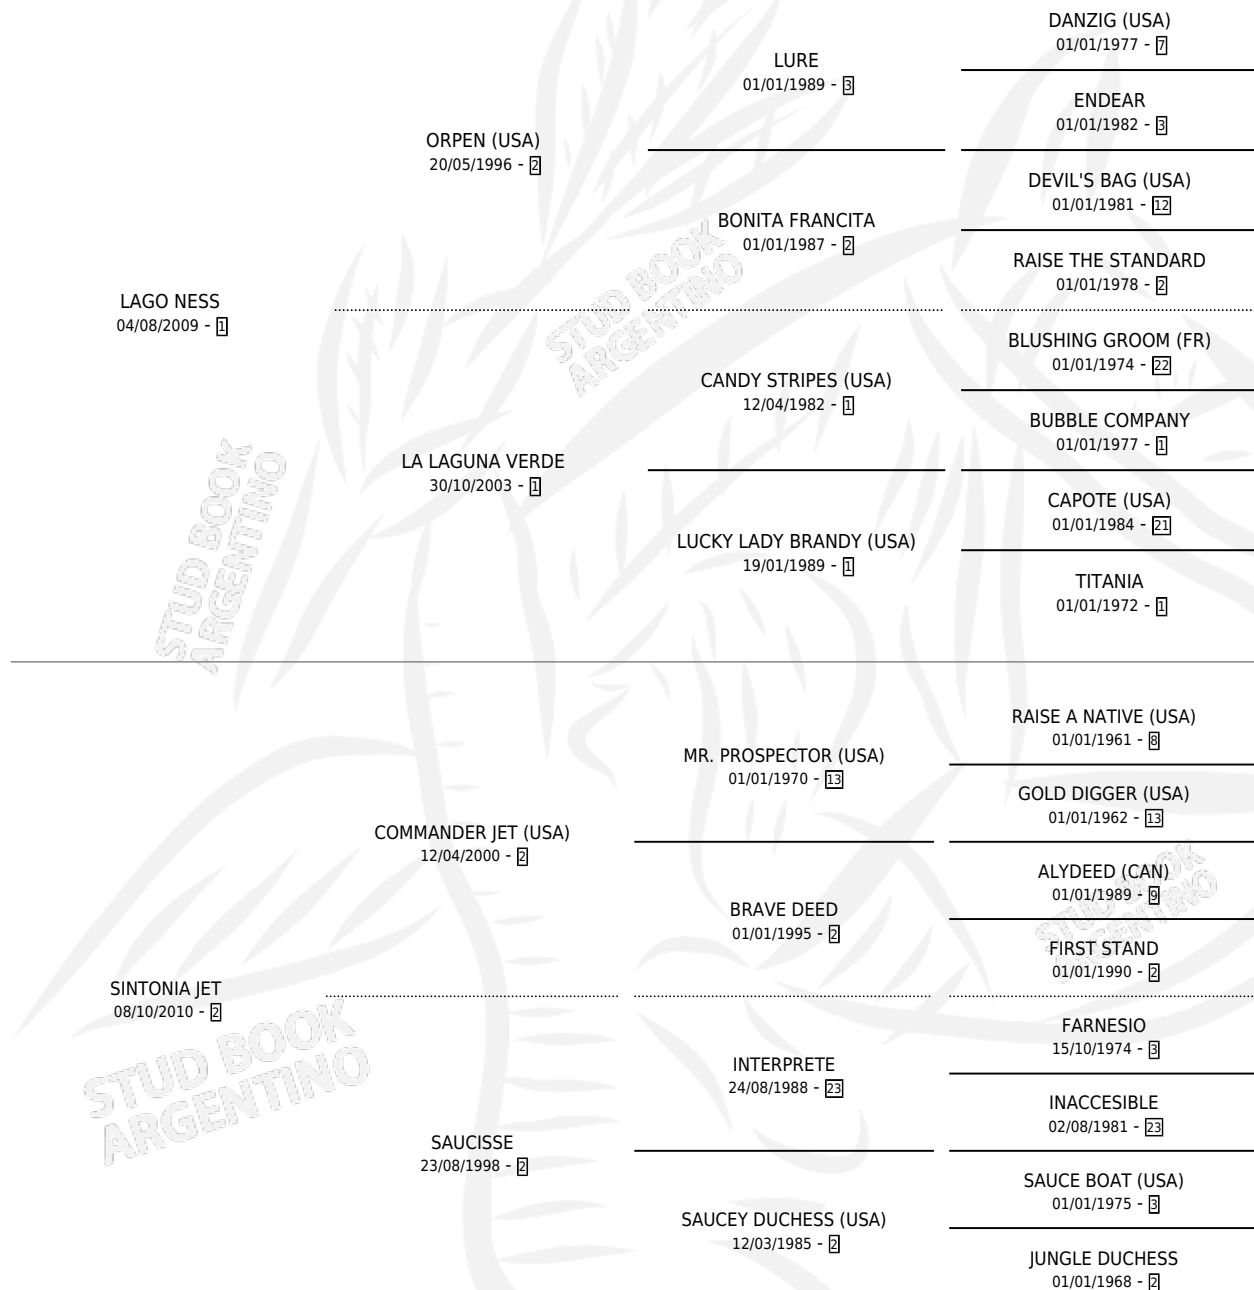 DANZIG (USA)
01/01/1977 - 7
LURE
01/01/1989 - 3
ENDEAR
01/01/1982 - 3
ORPEN (USA)
20/05/1996 - 2
DEVIL'S BAG (USA)
01/01/1981 - 12
BONITA FRANCITA
01/01/1987 - 2
RAISE THE STANDARD
01/01/1978 - 2
LAGO NESS
04/08/2009 - 1
BLUSHING GROOM (FR)
01/01/1974 - 22
CANDY STRIPES (USA)
12/04/1982 - 1
BUBBLE COMPANY
01/01/1977 - 1
LA LAGUNA VERDE
30/10/2003 - 1
CAPOTE (USA)
01/01/1984 - 21
LUCKY LADY BRANDY (USA)
19/01/1989 - 1
TITANIA
01/01/1972 - 1
RAISE A NATIVE (USA)
01/01/1961 - 8
MR. PROSPECTOR (USA)
01/01/1970 - 13
GOLD DIGGER (USA)
01/01/1962 - 13
COMMANDER JET (USA)
12/04/2000 - 2
ALYDEED (CAN)
01/01/1989 - 9
BRAVE DEED
01/01/1995 - 2
FIRST STAND
01/01/1990 - 2
SINTONIA JET
08/10/2010 - 2
FARNESIO
15/10/1974 - 3
INTERPRETE
24/08/1988 - 23
INACCESIBLE
02/08/1981 - 23
SAUCISSE
23/08/1998 - 2
SAUCE BOAT (USA)
01/01/1975 - 3
SAUCEY DUCHESS (USA)
12/03/1985 - 2
JUNGLE DUCHESS
01/01/1968 - 2
STUD BOOK
ARGENTINO
STUD BOOK
ARGENTINO
STUD BOOK
ARGENTINO
STUD BOOK
ARGENTINO